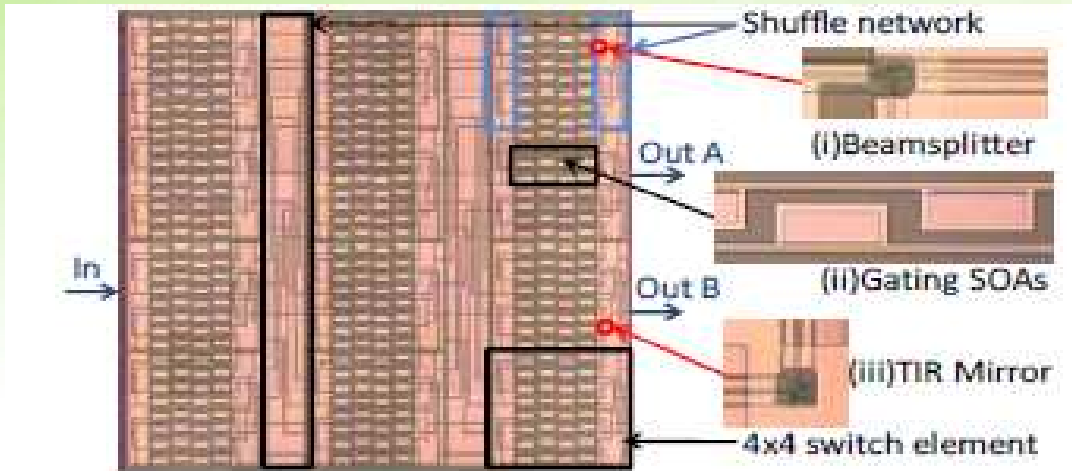 Shuffle network
(i)Beamsplitter
Out A
In
(ii)Gating SOAs
Out B
(iii)TIR Mirror
4x4 switch element